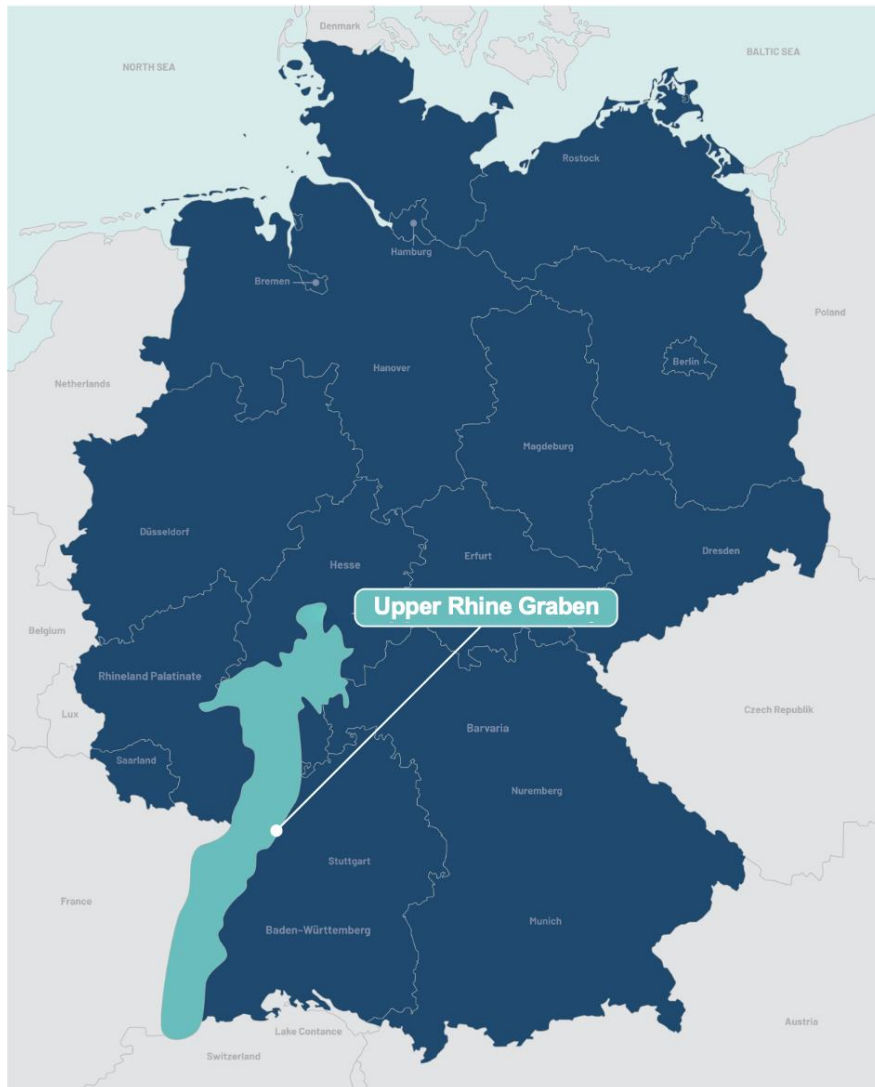 Denmark
NORTH SEA
BALTIC SEA
Rostock
Hamburg
Bremen
Poland
Berlin
Hanover
Netherlands
Magdeburg
Düsseldorf
Dresden
Erfurt
Hesse
Upper Rhine Graben
Belgium
Rhineland Palatinate
Czech Republik
Lux
Barvaria
Saarland
Nuremberg
Stuttgart
France
Munich
Baden-Württemberg
Austria
Lake Contance
Switzerland